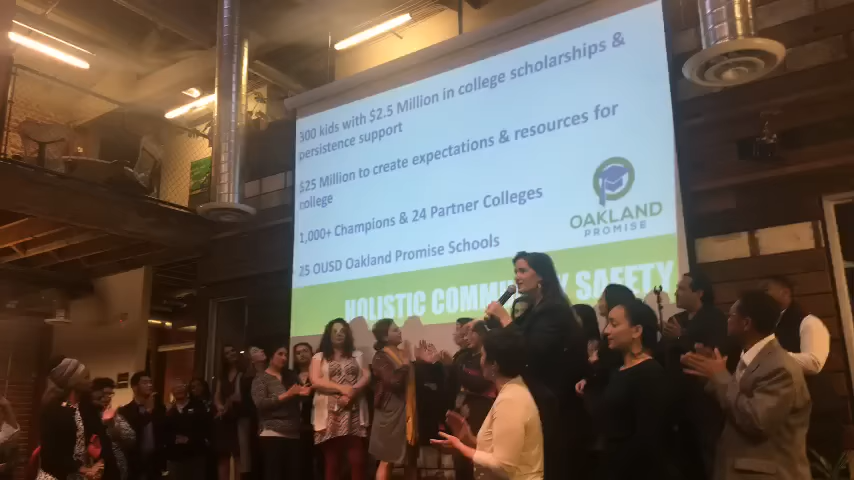 300 kids with $2.5 Million in college scholarships &
persistence support
$25 Million to create expectations & resources for
college
1,000+ Champions & 24 Partner Colleges
25 OUSD Oakland Promise Schools
OAKLAND
PROMISE
HOLISTIC COMM Y SAFETY